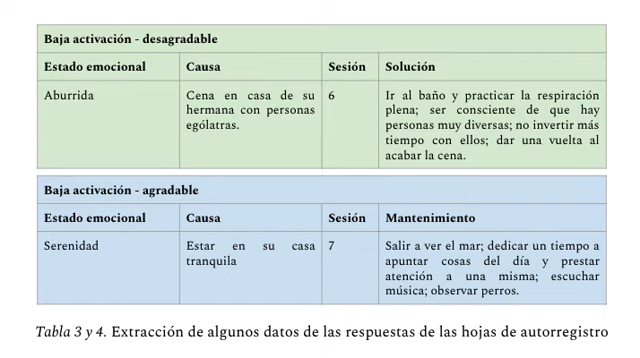 Baja activación - desagradable
Estado emocional Causa Sesión Solución
Aburrida Cena en casa de su 6 Ir al baño y practicar la respiración
hermana con personas plena; ser consciente de que hay
ególatras. personas muy diversas; no invertir más
tiempo con ellos; dar una vuelta al
acabar la cena.
Baja activación - agradable
Estado emocional Causa Sesión Mantenimiento
Serenidad Estar en su casa 7 Salir a ver el mar; dedicar un tiempo a
tranquila apuntar cosas del día y prestar
atención a una misma; escuchar
música; observar perros.
Tabla 3 y 4. Extracción de algunos datos de las respuestas de las hojas de autorregistro